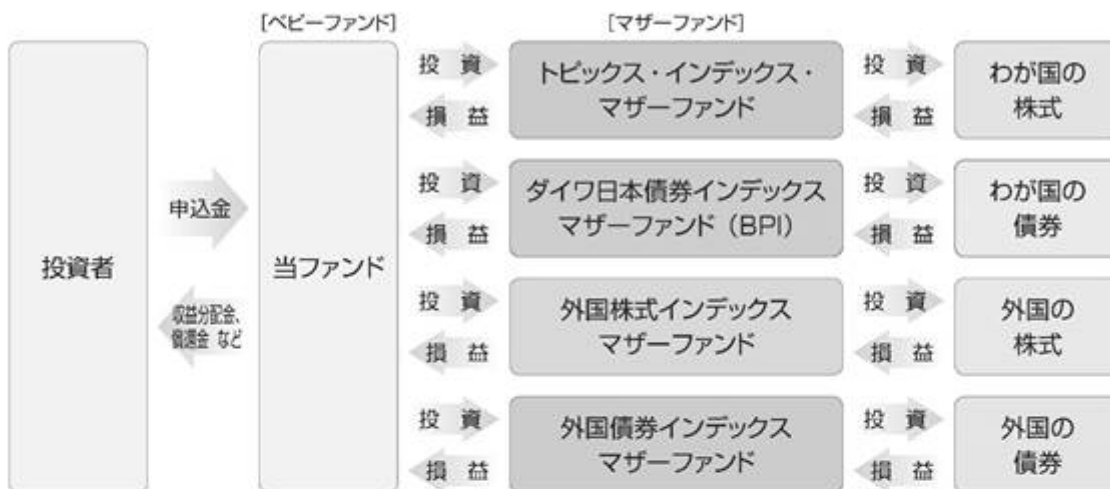 [ベビーファンド]
[マザーファンド]
投資者
申込金
収益分配金、
償還金 など
当ファンド
投 資
損 益
トピックス・インデックス・
マザーファンド
投 資
損 益
わが国の
株式
投 資
損 益
ダイワ日本債券インデックス
マザーファンド（BPI）
投 資
損 益
わが国の
債券
投 資
損 益
外国株式インデックス
マザーファンド
投 資
損 益
外国の
株式
投 資
損 益
外国債券インデックス
マザーファンド
投 資
損 益
外国の
債券